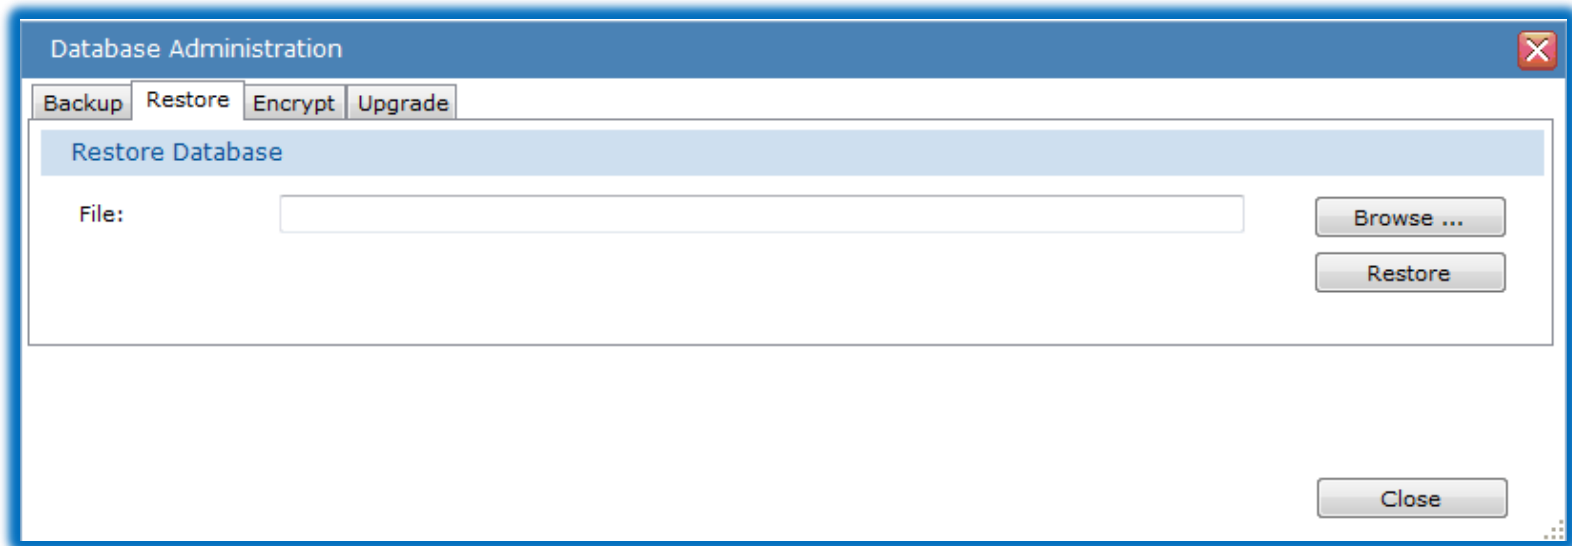 Database Administration
Backup Restore Encrypt Upgrade
Restore Database
File: Browse ...
Restore
Close